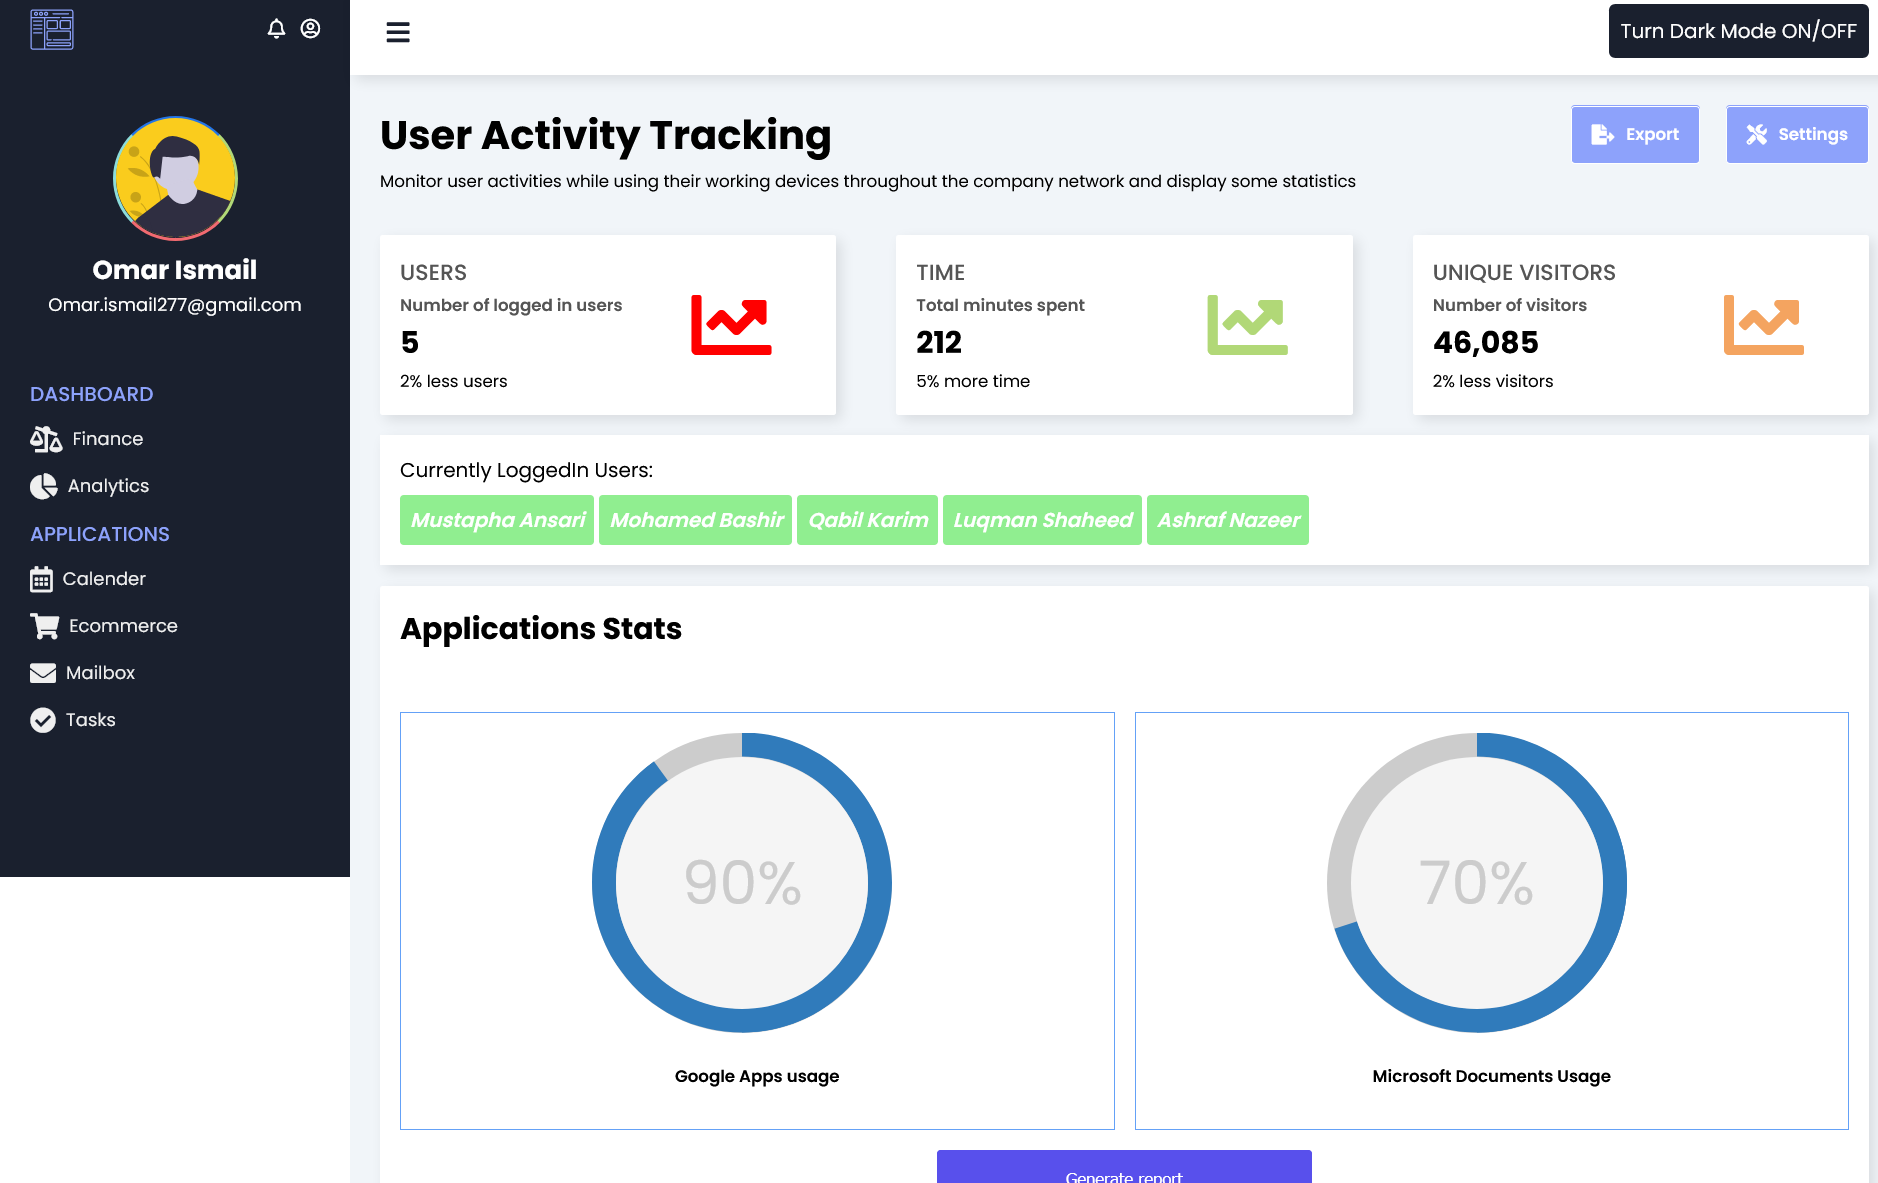 Turn Dark Mode ON/OFF
Omar Ismail
Omar.ismail277@gmail.com
DASHBOARD
Finance
Analytics
APPLICATIONS
Calender
Ecommerce
Mailbox
Tasks
User Activity Tracking
Export
Settings
Monitor user activities while using their working devices throughout the company network and display some statistics
USERS
Number of logged in users
5
2% less users
TIME
Total minutes spent
212
5% more time
UNIQUE VISITORS
Number of visitors
46,085
2% less visitors
Currently LoggedIn Users:
Mustapha Ansari Mohamed Bashir Qabil Karim Luqman Shaheed Ashraf Nazeer
Applications Stats
90%
Google Apps usage
70%
Microsoft Documents Usage
Generate report